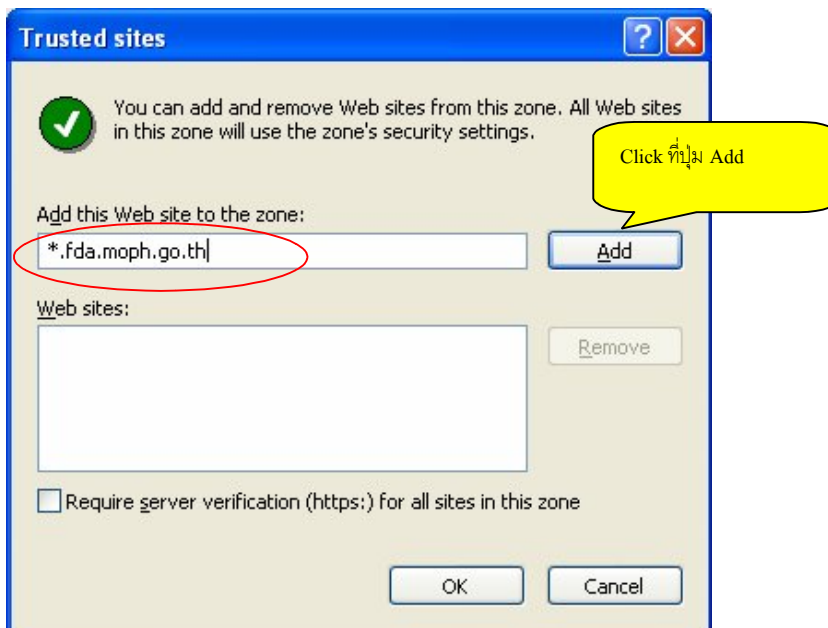 Trusted sites
You can add and remove Web sites from this zone. All Web sites
in this zone will use the zone's security settings.
Click ที่ปุ่ม Add
Add this Web site to the zone:
*.fda.moph.go.th
Add
Web sites:
Remove
Require server verification (https:) for all sites in this zone
OK
Cancel